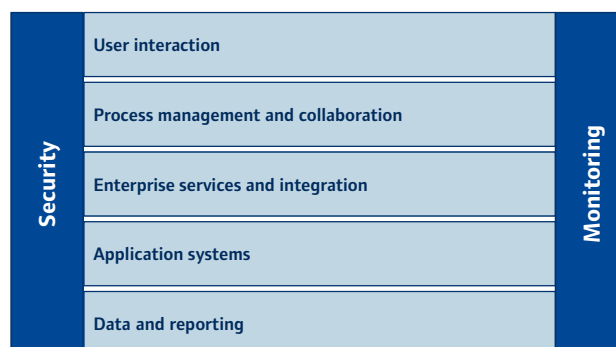 Security
User interaction
Process management and collaboration
Enterprise services and integration
Application systems
Data and reporting
Monitoring